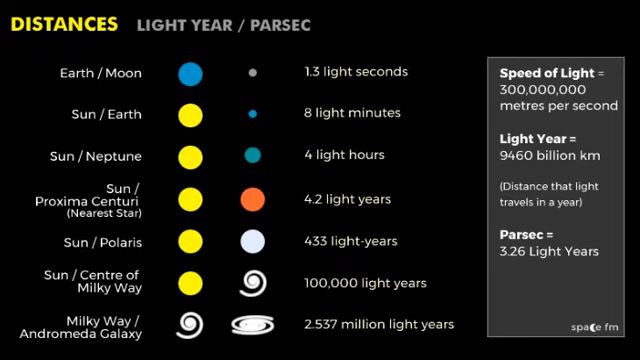 DISTANCES LIGHT YEAR / PARSEC
Earth / Moon 1.3 light seconds
Sun / Earth 8 light minutes
Sun / Neptune 4 light hours
Sun /
Proxima Centuri 4.2 light years
(Nearest Star)
Sun / Polaris 433 light-years
Sun / Centre of
Milky Way 100,000 light years
Milky Way /
Andromeda Galaxy 2.537 million light years
Speed of Light =
300,000,000
metres per second
Light Year =
9460 billion km
(Distance that light
travels in a year)
Parsec =
3.26 Light Years
space fm